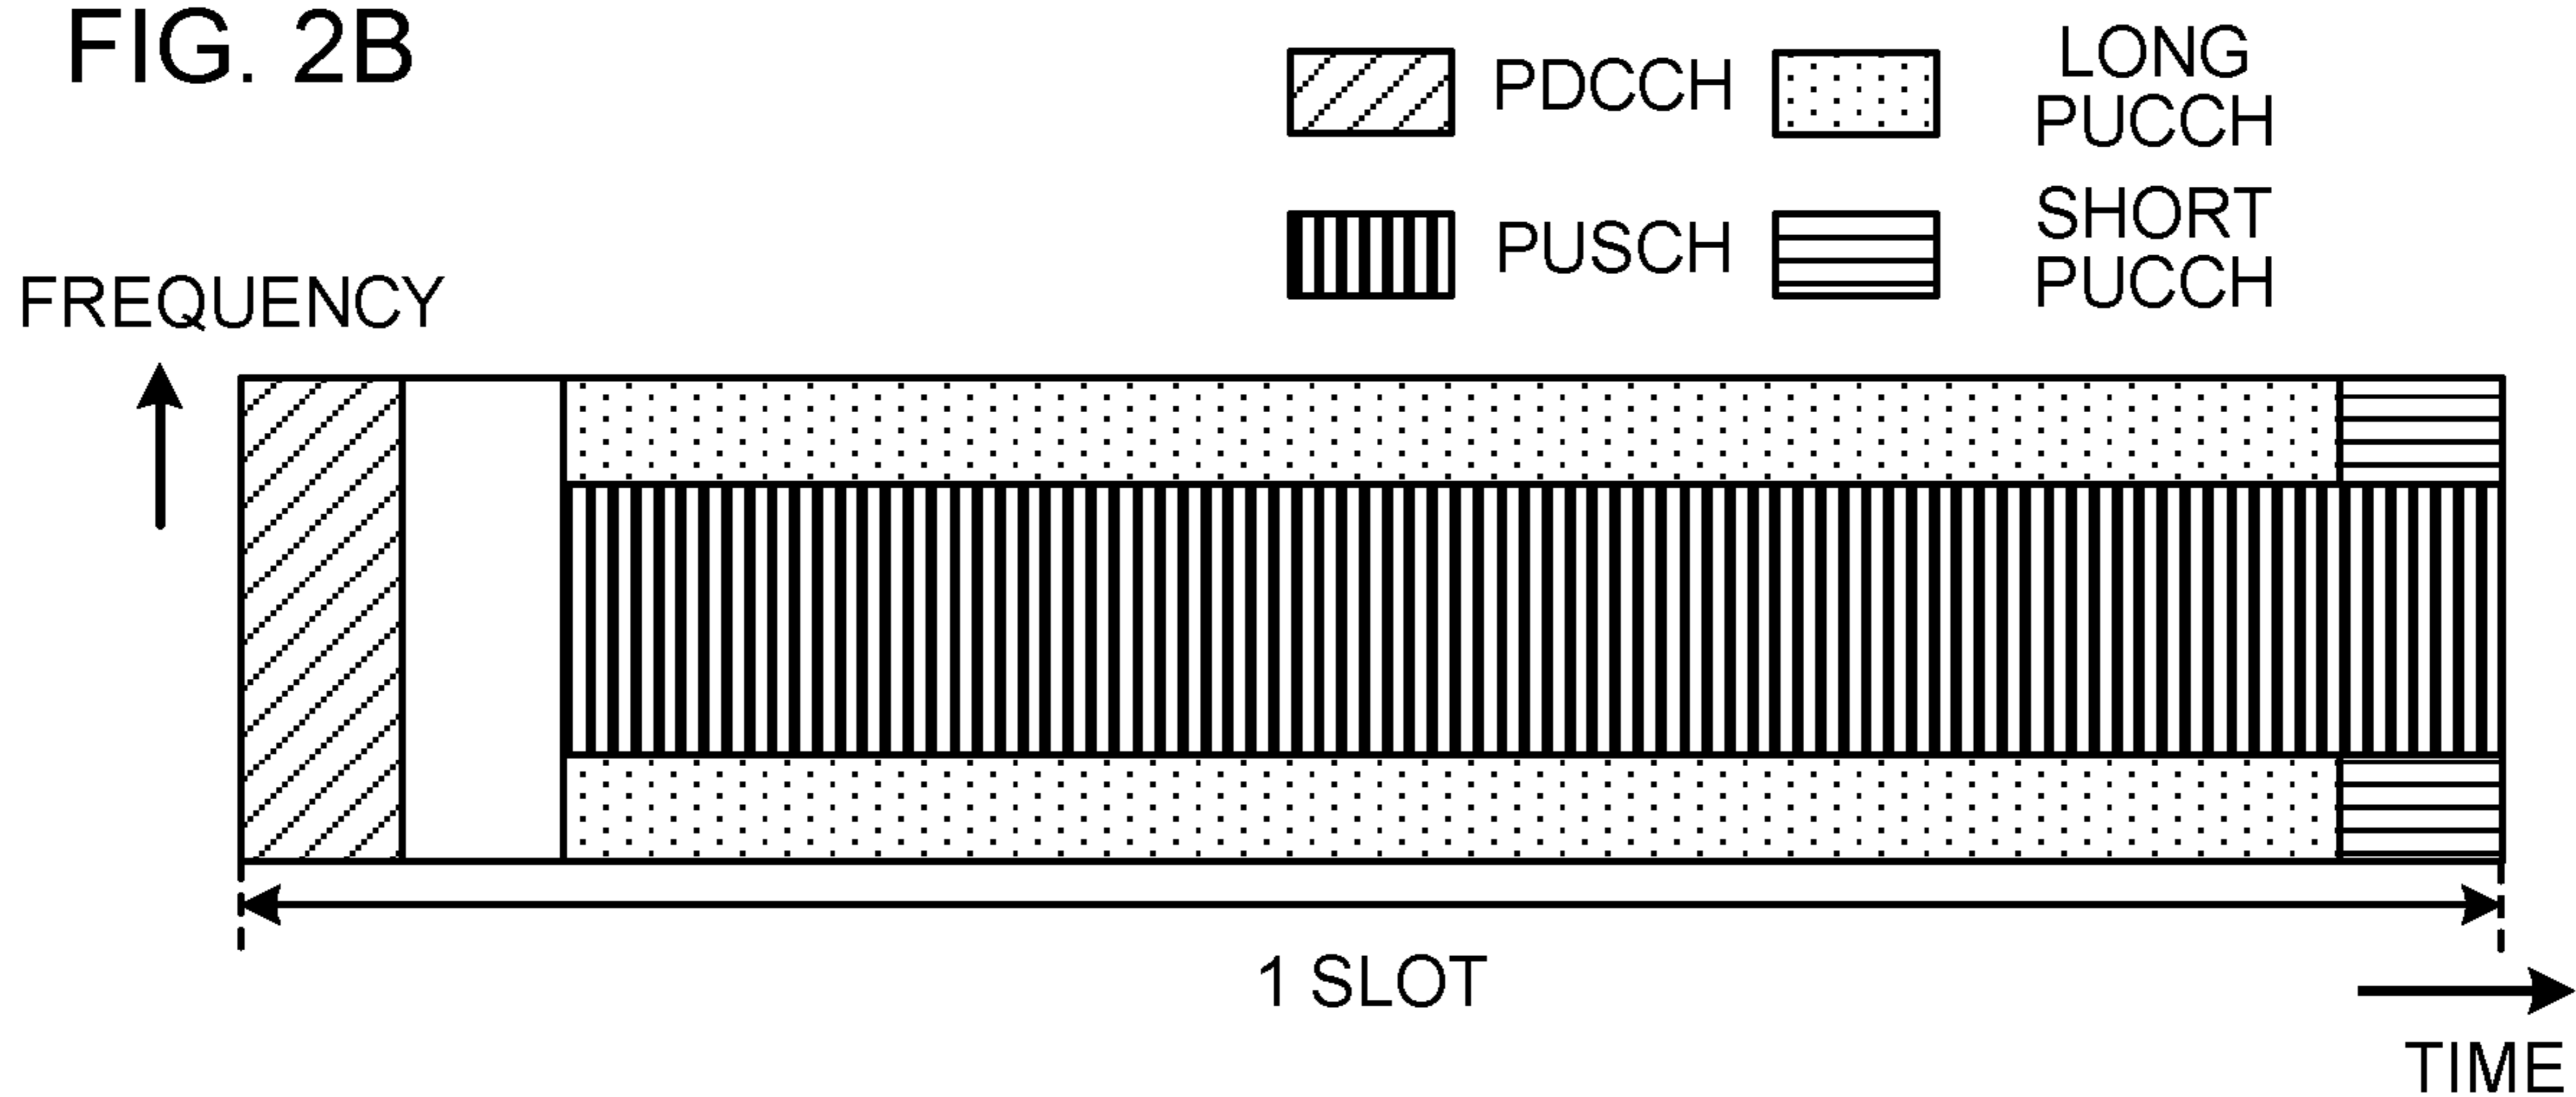 FIG. 2B
PDCCH
LONG
PUCCH
PUSCH
SHORT
PUCCH
FREQUENCY
1 SLOT
TIME